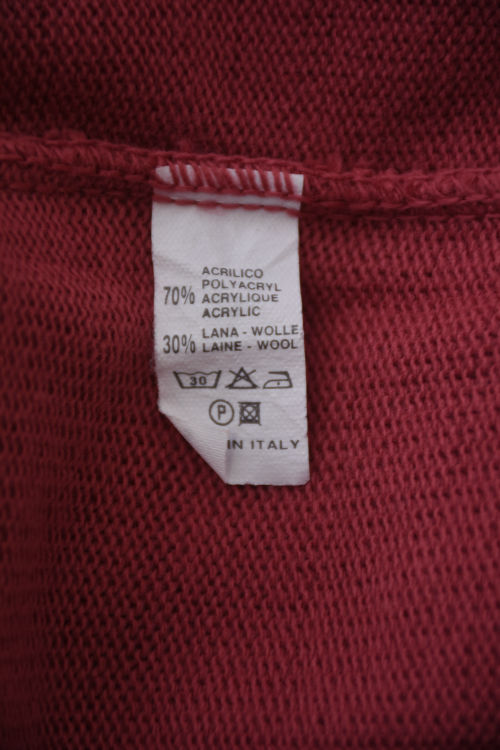 70% ACRILICO
POLYACRYL
ACRYLIQUE
ACRYLIC
30% LANA - WOLLE
LAINE - WOOL
30
P
IN ITALY